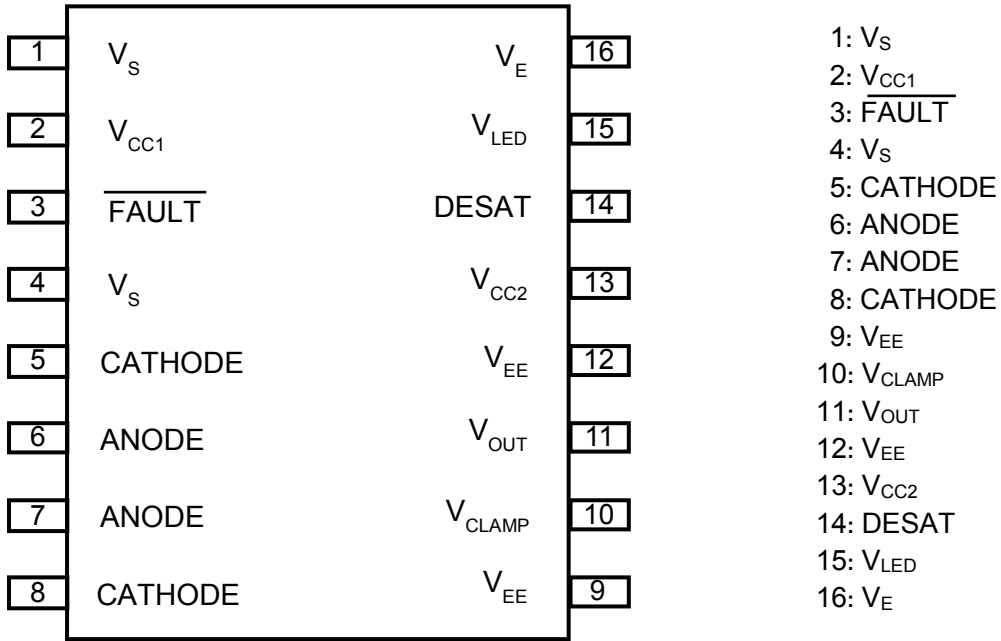 1 V_S V_E 16
2 V_CC1 V_LED 15
3 F̅A̅U̅L̅T̅ DESAT 14
4 V_S V_CC2 13
5 CATHODE V_EE 12
6 ANODE V_OUT 11
7 ANODE V_CLAMP 10
8 CATHODE V_EE 9
1: V_S
2: V_CC1
3: F̅A̅U̅L̅T̅
4: V_S
5: CATHODE
6: ANODE
7: ANODE
8: CATHODE
9: V_EE
10: V_CLAMP
11: V_OUT
12: V_EE
13: V_CC2
14: DESAT
15: V_LED
16: V_E